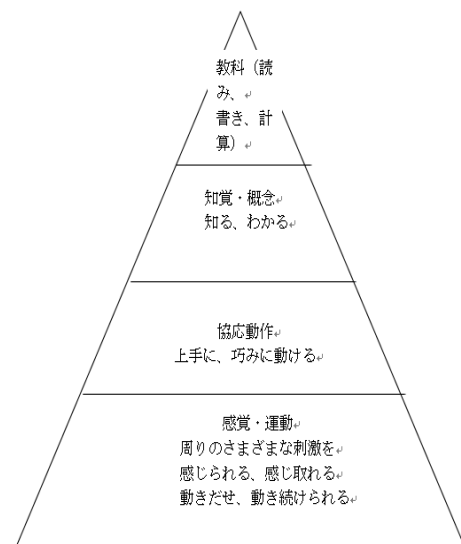 教科（読
み、
書き、計
算）
知覚・概念
知る、わかる
協応動作
上手に、巧みに動ける
感覚・運動
周りのさまざまな刺激を
感じられる、感じ取れる
動きだせ、動き続けられる